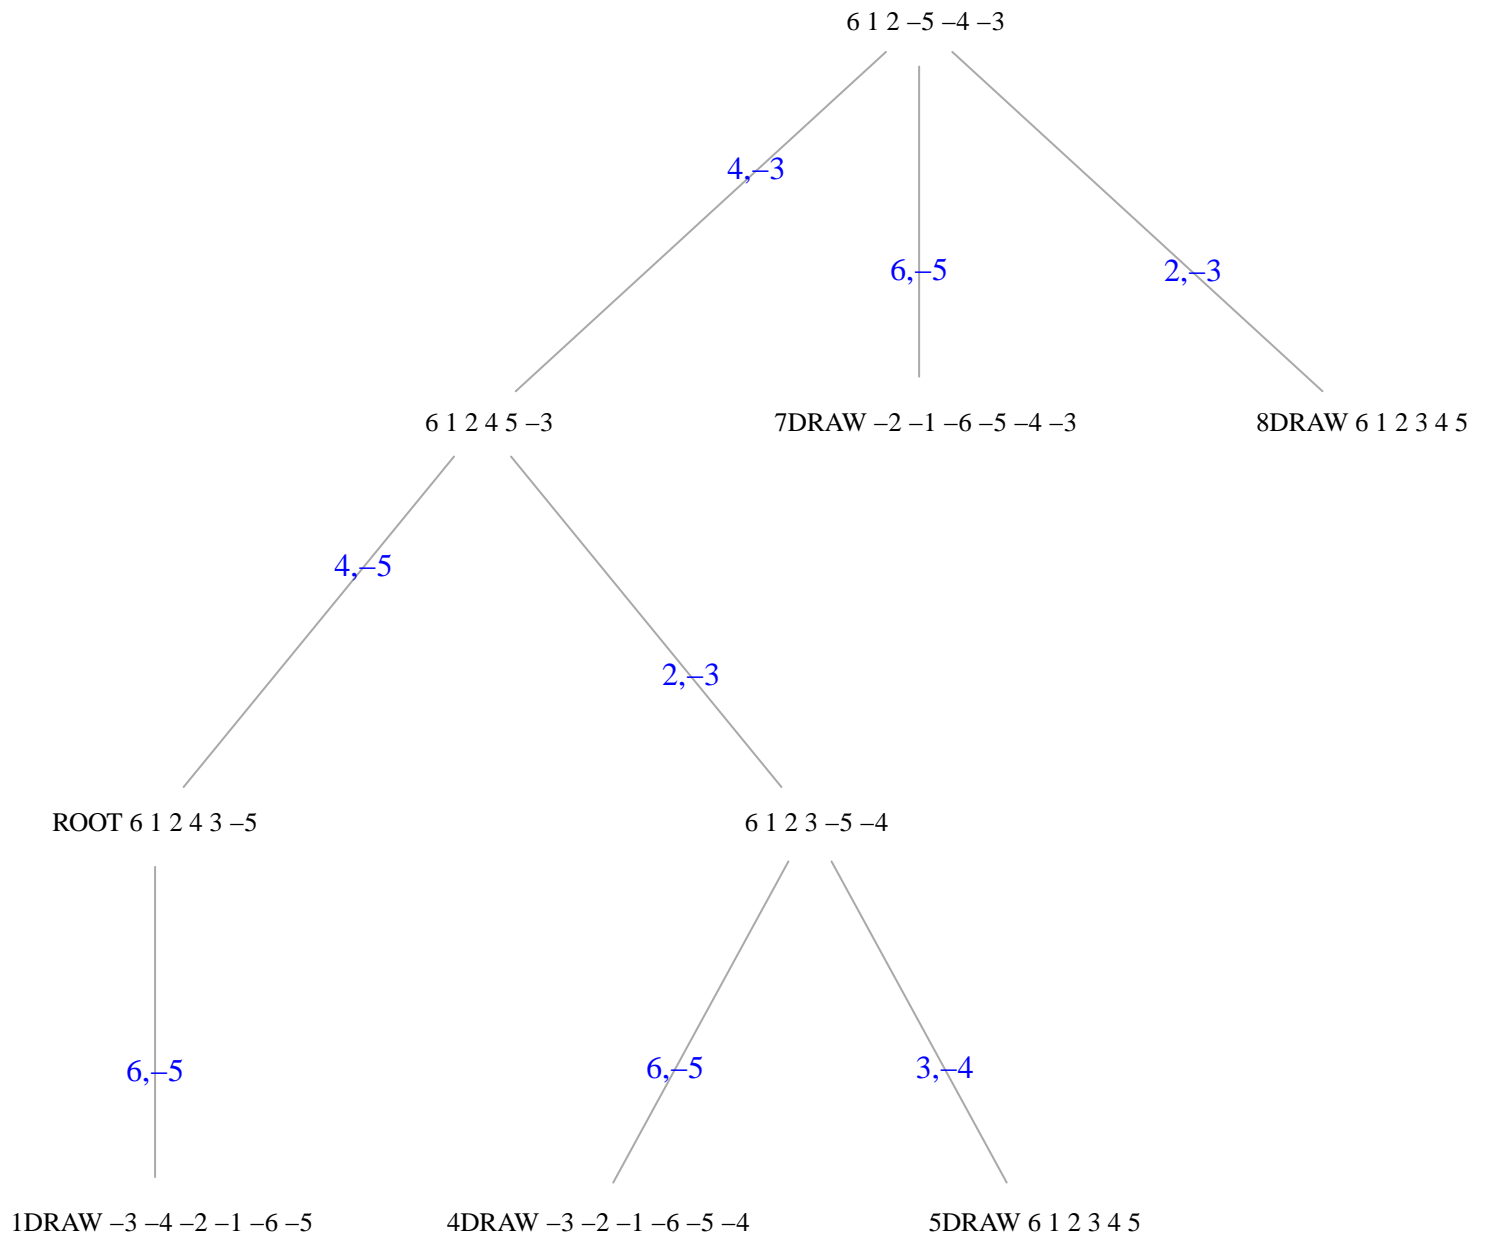 6 1 2 –5 –4 –3
4,–3
6,–5
2,–3
6 1 2 4 5 –3
7DRAW –2 –1 –6 –5 –4 –3
8DRAW 6 1 2 3 4 5
4,–5
2,–3
ROOT 6 1 2 4 3 –5
6 1 2 3 –5 –4
6,–5
6,–5
3,–4
1DRAW –3 –4 –2 –1 –6 –5
4DRAW –3 –2 –1 –6 –5 –4
5DRAW 6 1 2 3 4 5